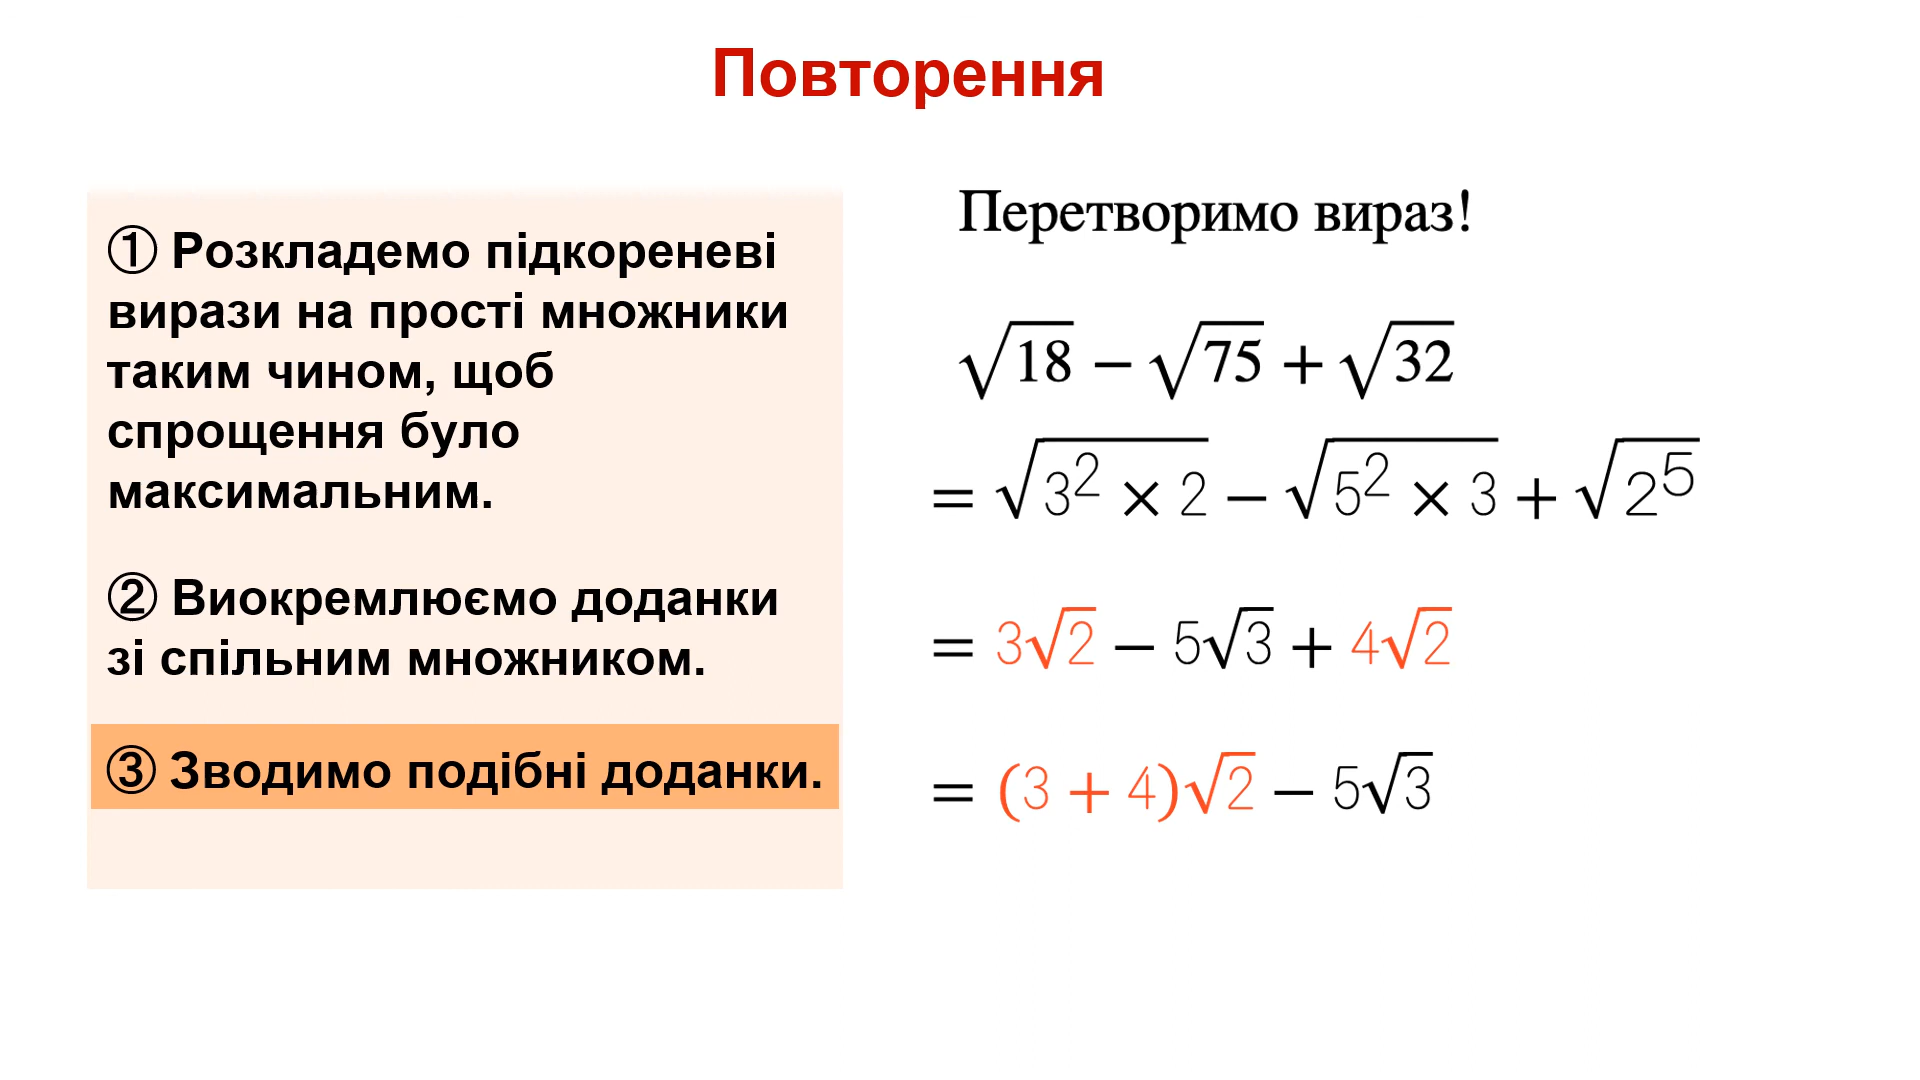 Повторення
① Розкладемо підкореневі
вирази на прості множники
таким чином, щоб
спрощення було
максимальним.
② Виокремлюємо доданки
зі спільним множником.
③ Зводимо подібні доданки.
Перетворимо вираз!
√18 − √75 + √32
= √(3² × 2) − √(5² × 3) + √(2⁵)
= 3√2 − 5√3 + 4√2
= (3 + 4)√2 − 5√3